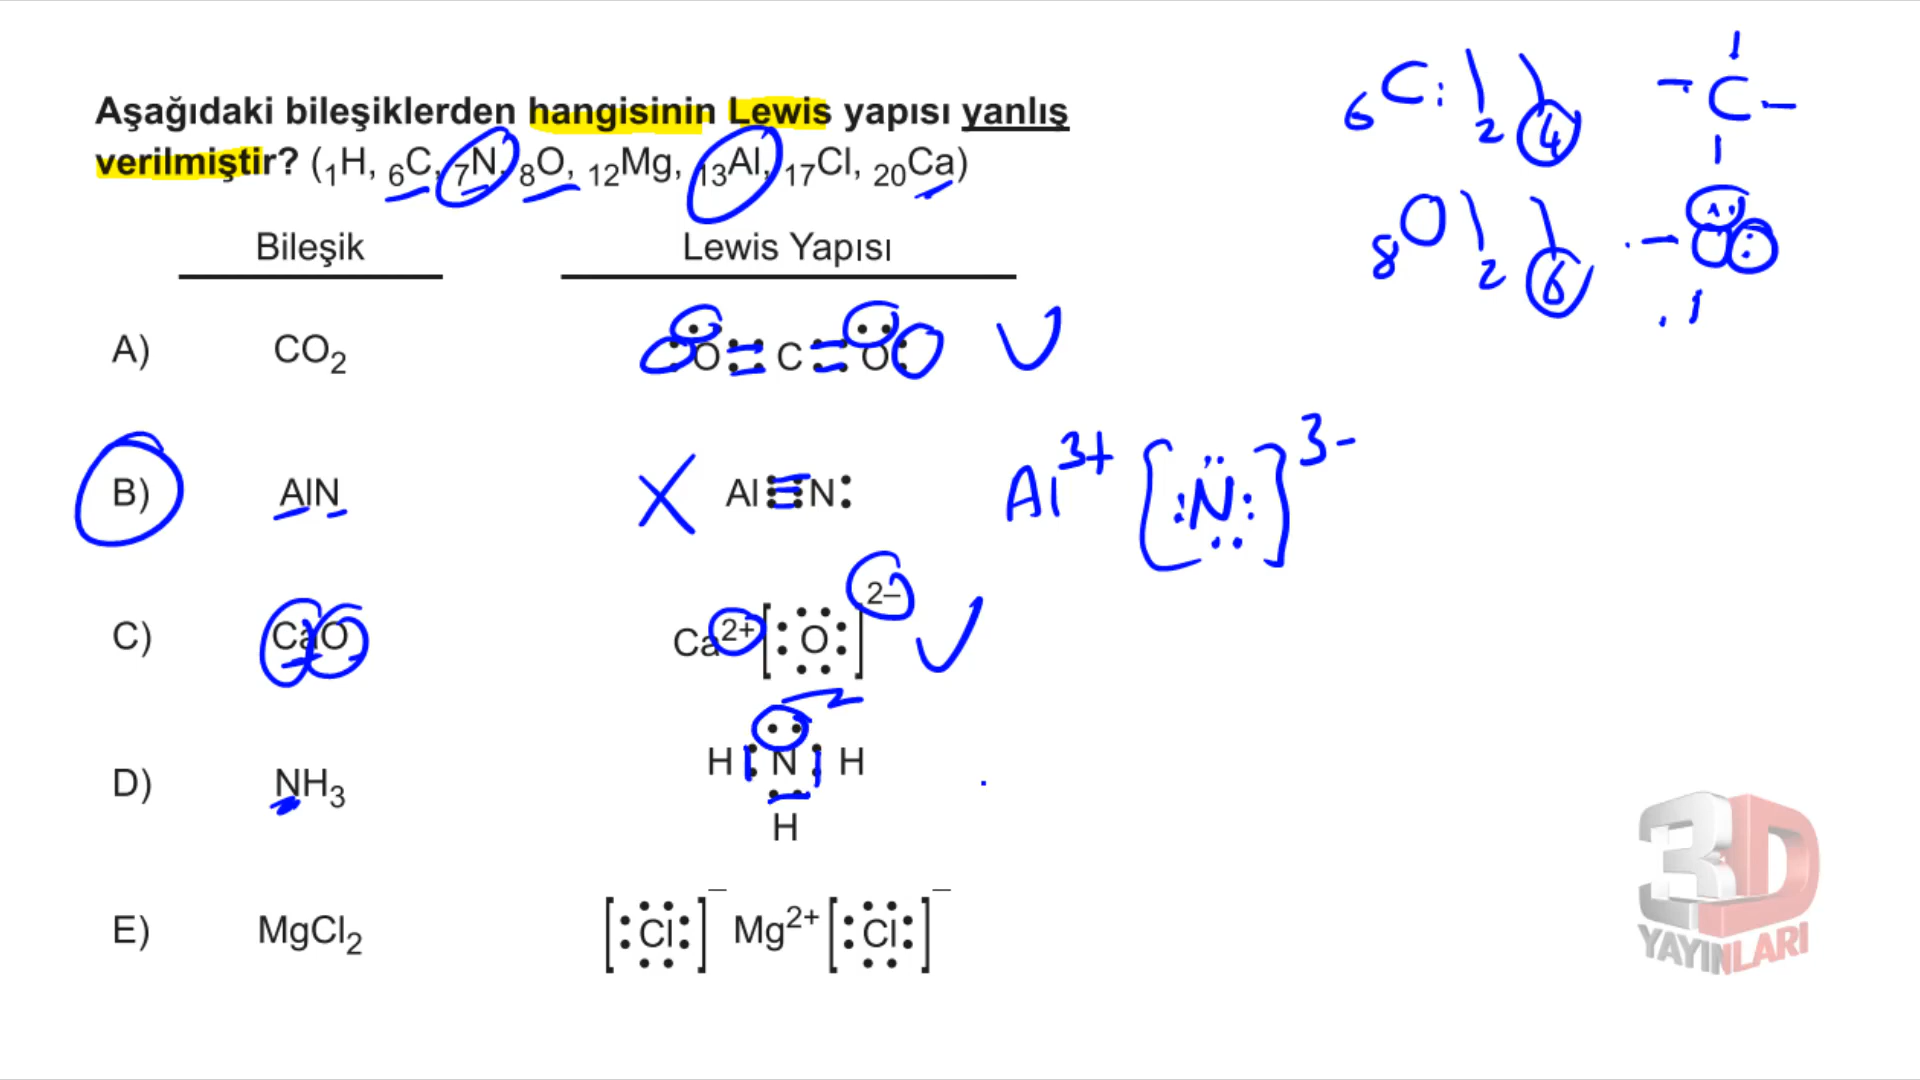 Aşağıdaki bileşiklerden hangisinin Lewis yapısı yanlış
verilmiştir? (₁H, ₆C, ₇N, ₈O, ₁₂Mg, ₁₃Al, ₁₇Cl, ₂₀Ca)
₆C: ) ) 2 4 C
₈O ) ) 2 6 O
Bileşik Lewis Yapısı
A) CO₂ O::C::O
B) AlN Al⋮⋮N: Al³⁺ [:N:]³⁻
C) CaO Ca²⁺[:O:]²⁻
D) NH₃ H:N:H
H
E) MgCl₂ [:Cl:]⁻ Mg²⁺[:Cl:]⁻
3D
YAYINLARI